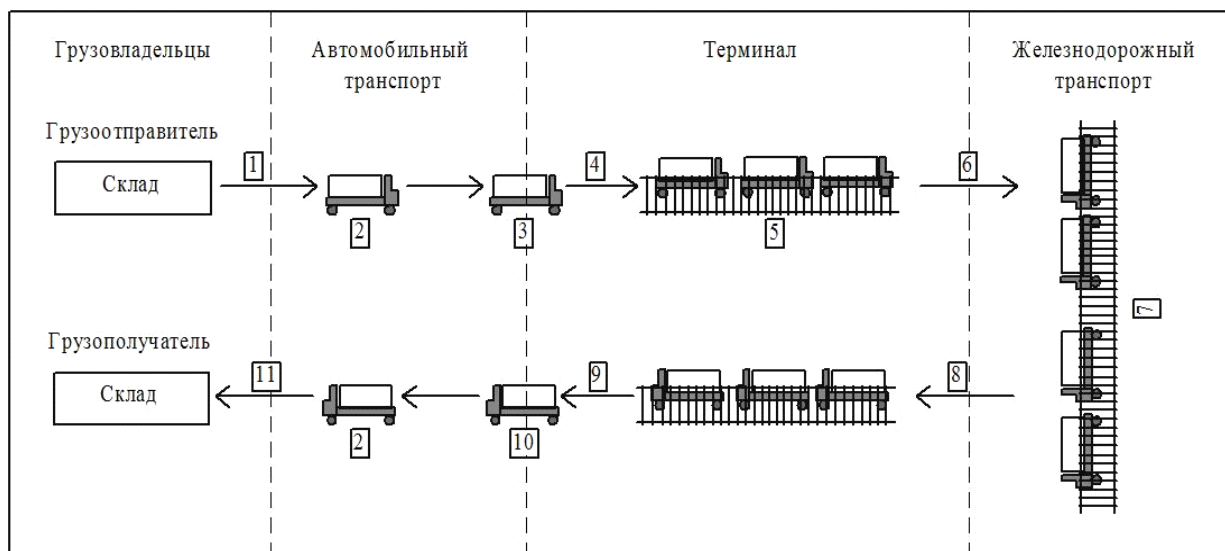 Грузовладельцы
Автомобильный
транспорт
Терминал
Железнодорожный
транспорт
Грузоотправитель
Склад
1
2
3
4
5
6
7
Грузополучатель
Склад
11
2
10
9
8